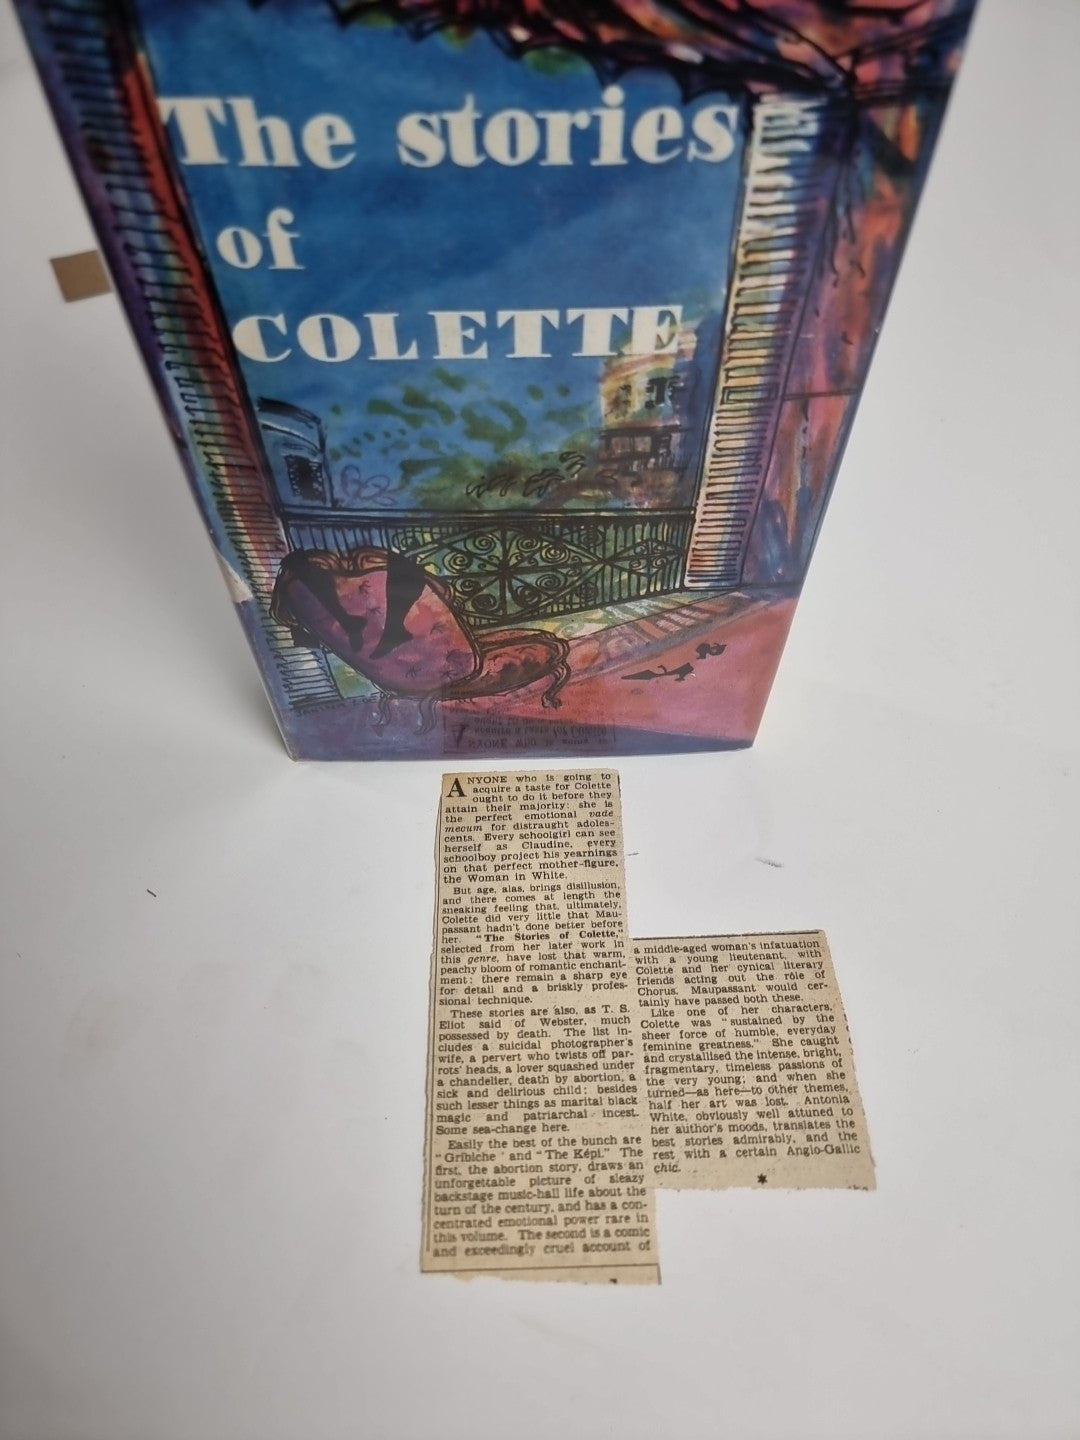 The stories
of
COLETTE
ANYONE who is going to
acquire a taste for Colette
ought to do it before they
attain their majority: she is
the perfect emotional vade
mecum for distraught adoles-
cents. Every schoolgirl can see
herself as Claudine, every
schoolboy project his yearnings
on that perfect mother-figure,
the Woman in White.
But age, alas, brings disillusion,
and there comes at length the
sneaking feeling that, ultimately,
Colette did very little that Mau-
passant hadn't done better before
her. "The Stories of Colette,"
selected from her later work in
this genre, have lost that warm,
peachy bloom of romantic enchant-
ment; there remain a sharp eye
for detail and a briskly profes-
sional technique.
These stories are also, as T. S.
Eliot said of Webster, much
possessed by death. The list in-
cludes a suicidal photographer's
wife, a pervert who twists off par-
rots' heads, a lover squashed under
a chandelier, death by abortion, a
sick and delirious child; besides
such lesser things as marital black
magic and patriarchal incest.
Some sea-change here.
Easily the best of the bunch are
"Gribiche' and "The Képi." The
first, the abortion story, draws an
unforgettable picture of sleazy
backstage music-hall life about the
turn of the century, and has a con-
centrated emotional power rare in
this volume. The second is a comic
and exceedingly cruel account of
a middle-aged woman's infatuation
with a young lieutenant, with
Colette and her cynical literary
friends acting out the rôle of
Chorus. Maupassant would cer-
tainly have passed both these.
Like one of her characters,
Colette was "sustained by the
sheer force of humble, everyday
feminine greatness." She caught
and crystallised the intense, bright,
fragmentary, timeless passions of
the very young; and when she
turned—as here—to other themes,
half her art was lost. Antonia
White, obviously well attuned to
her author's moods, translates the
best stories admirably, and the
rest with a certain Anglo-Gallic
chic.